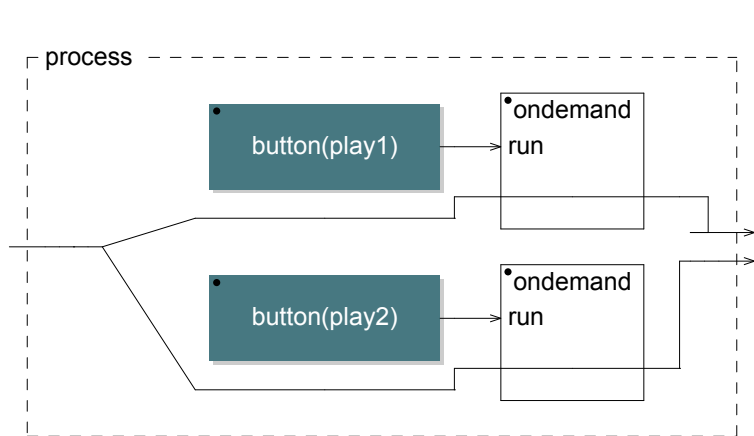 process
ondemand
button(play1)
run
ondemand
button(play2)
run